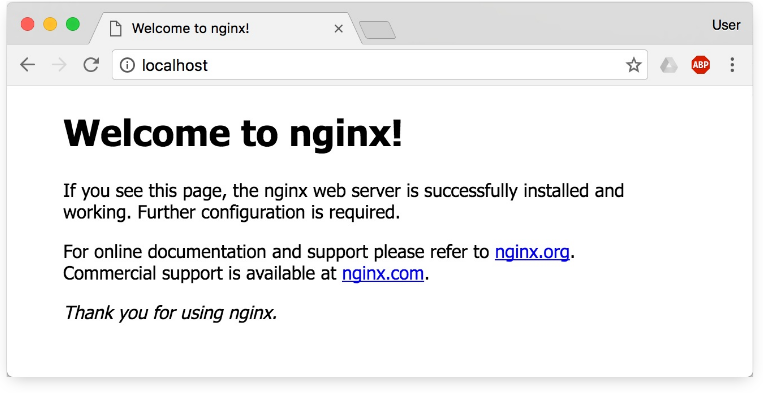 Welcome to nginx!
User
localhost
ABP
Welcome to nginx!
If you see this page, the nginx web server is successfully installed and
working. Further configuration is required.
For online documentation and support please refer to nginx.org.
Commercial support is available at nginx.com.
Thank you for using nginx.